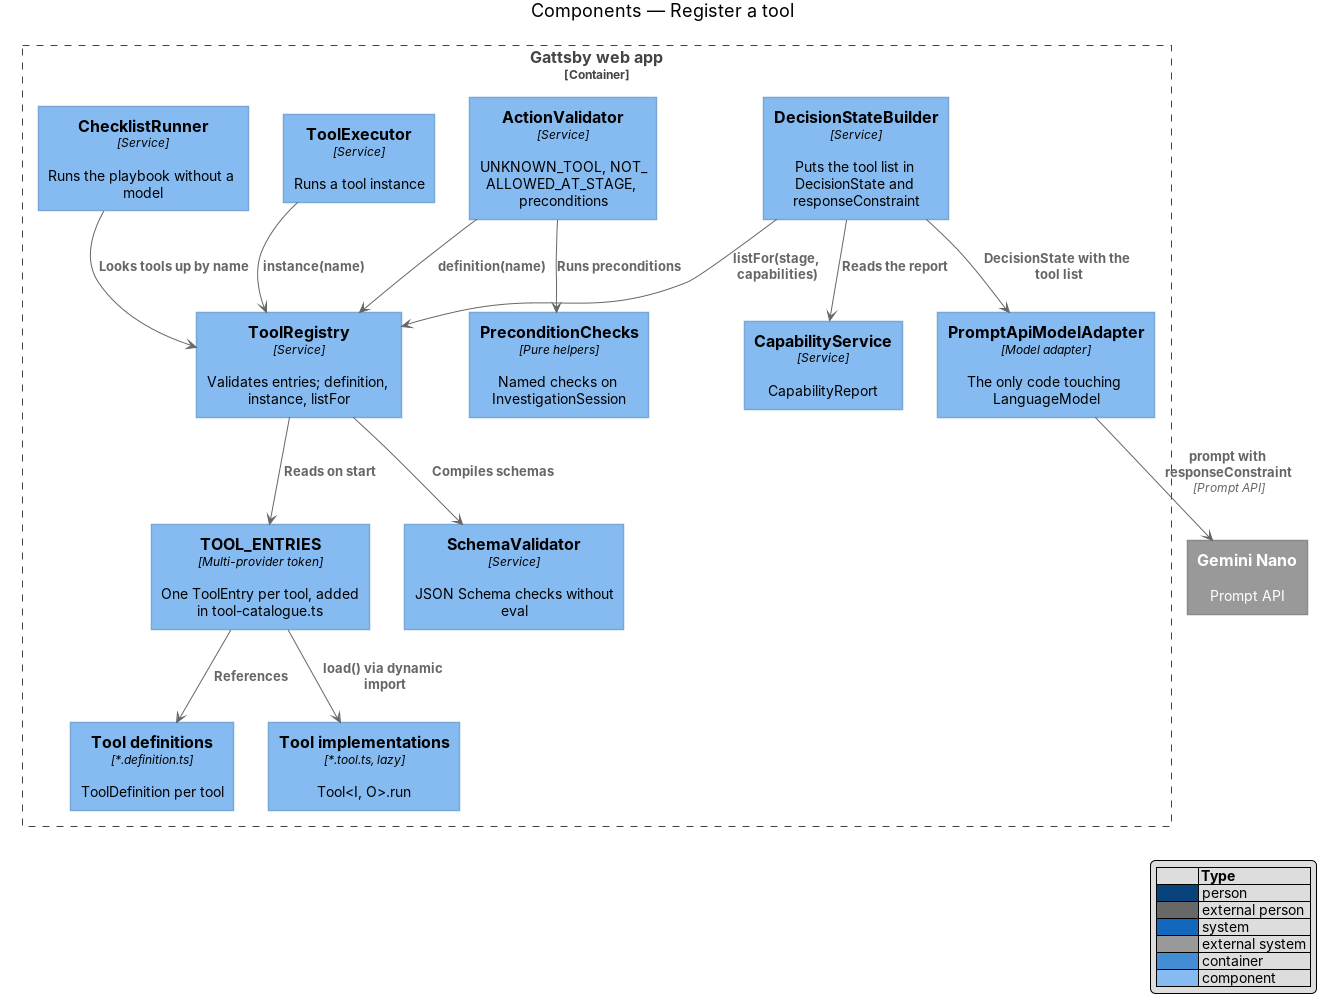 Components — Register a tool
Gattsby web app
[Container]
ChecklistRunner
[Service]
Runs the playbook without a
model
ToolExecutor
[Service]
Runs a tool instance
ActionValidator
[Service]
UNKNOWN_TOOL, NOT_
ALLOWED_AT_STAGE,
preconditions
DecisionStateBuilder
[Service]
Puts the tool list in
DecisionState and
responseConstraint
Looks tools up by name
instance(name)
definition(name)
Runs preconditions
listFor(stage,
capabilities)
Reads the report
DecisionState with the
tool list
ToolRegistry
[Service]
Validates entries; definition,
instance, listFor
PreconditionChecks
[Pure helpers]
Named checks on
InvestigationSession
CapabilityService
[Service]
CapabilityReport
PromptApiModelAdapter
[Model adapter]
The only code touching
LanguageModel
Reads on start
Compiles schemas
prompt with
responseConstraint
[Prompt API]
TOOL_ENTRIES
[Multi-provider token]
One ToolEntry per tool, added
in tool-catalogue.ts
SchemaValidator
[Service]
JSON Schema checks without
eval
Gemini Nano
Prompt API
References
load() via dynamic
import
Tool definitions
[*.definition.ts]
ToolDefinition per tool
Tool implementations
[*.tool.ts, lazy]
Tool<I, O>.run
Type
person
external person
system
external system
container
component